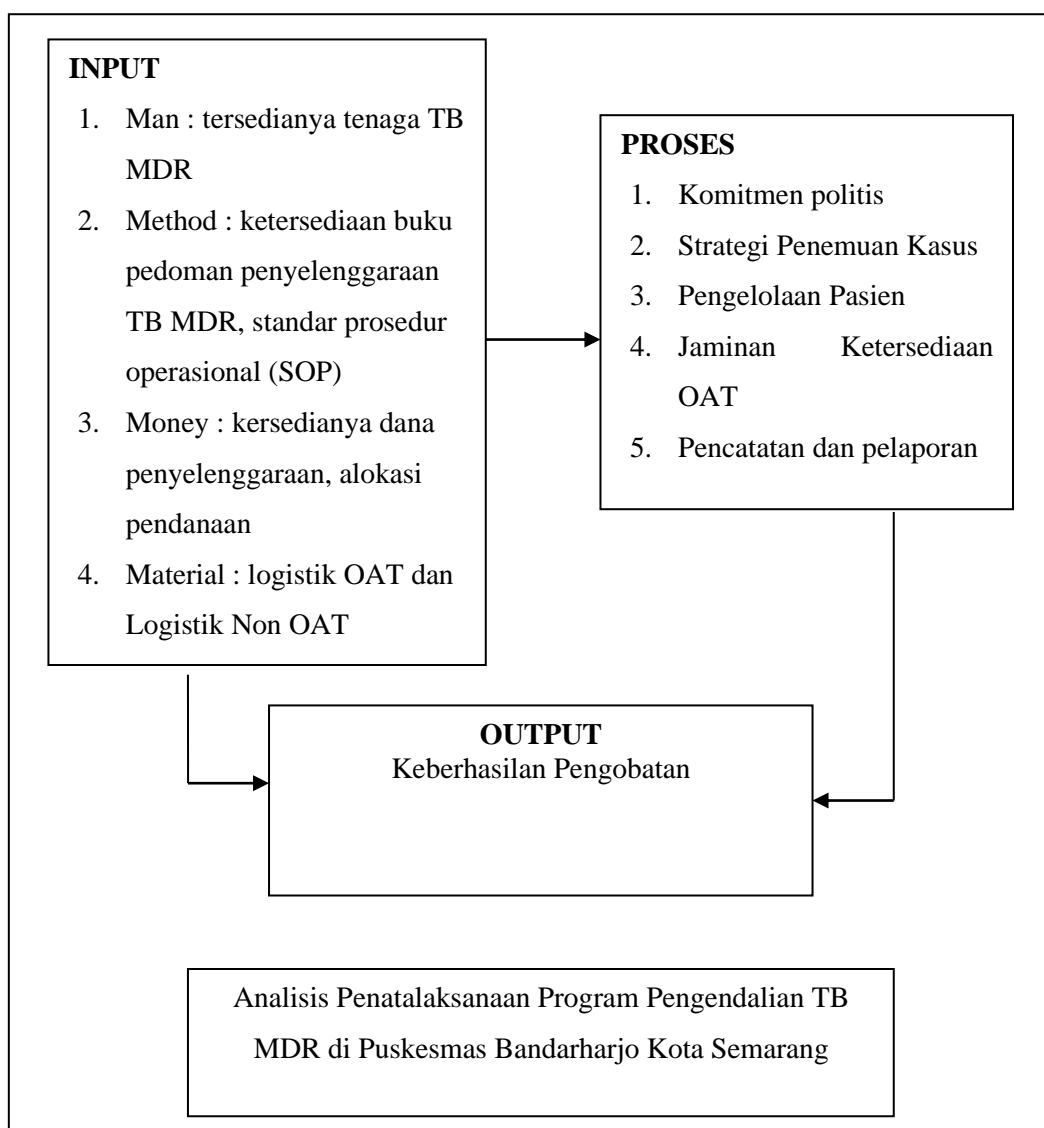 INPUT
1. Man : tersedianya tenaga TB
MDR
2. Method : ketersediaan buku
pedoman penyelenggaraan
TB MDR, standar prosedur
operasional (SOP)
3. Money : kersedianya dana
penyelenggaraan, alokasi
pendanaan
4. Material : logistik OAT dan
Logistik Non OAT
PROSES
1. Komitmen politis
2. Strategi Penemuan Kasus
3. Pengelolaan Pasien
4. Jaminan Ketersediaan
OAT
5. Pencatatan dan pelaporan
OUTPUT
Keberhasilan Pengobatan
Analisis Penatalaksanaan Program Pengendalian TB
MDR di Puskesmas Bandarharjo Kota Semarang